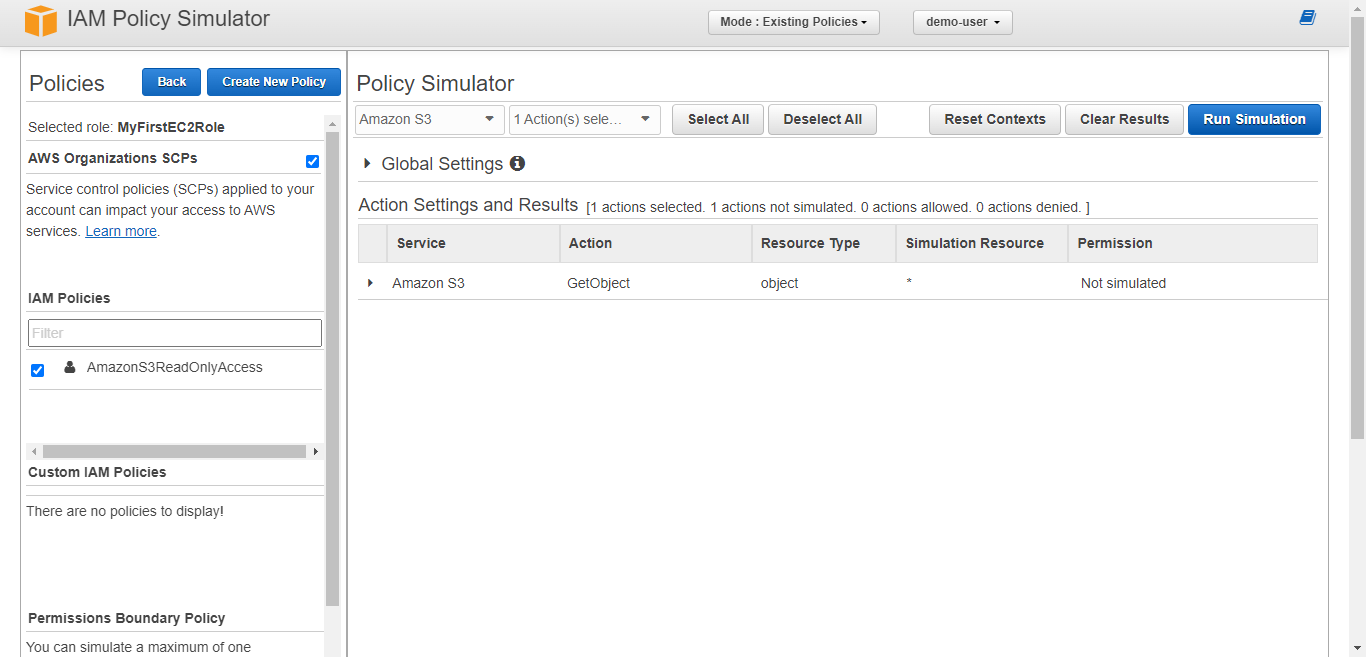 IAM Policy Simulator
Mode : Existing Policies
demo-user
Policies
Back
Create New Policy
Selected role: MyFirstEC2Role
AWS Organizations SCPs
Service control policies (SCPs) applied to your
account can impact your access to AWS
services. Learn more.
IAM Policies
Filter
AmazonS3ReadOnlyAccess
Custom IAM Policies
There are no policies to display!
Permissions Boundary Policy
You can simulate a maximum of one
Policy Simulator
Amazon S3
1 Action(s) sele...
Select All
Deselect All
Reset Contexts
Clear Results
Run Simulation
Global Settings
Action Settings and Results [1 actions selected. 1 actions not simulated. 0 actions allowed. 0 actions denied. ]
Service Action Resource Type Simulation Resource Permission
Amazon S3 GetObject object * Not simulated